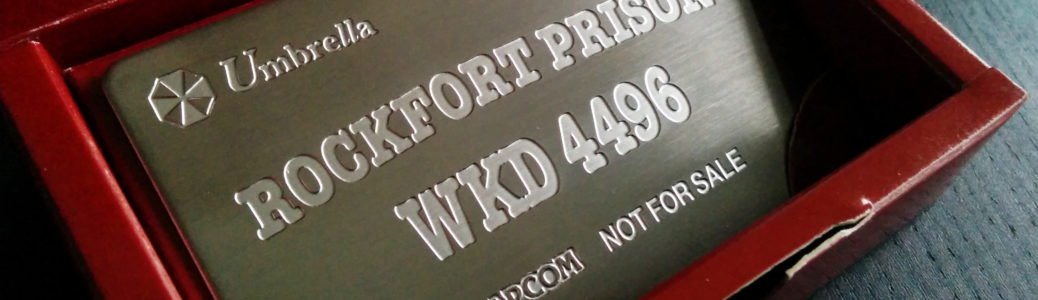 Umbrella
ROCKFORT PRISON
WKD 4496
NOT FOR SALE